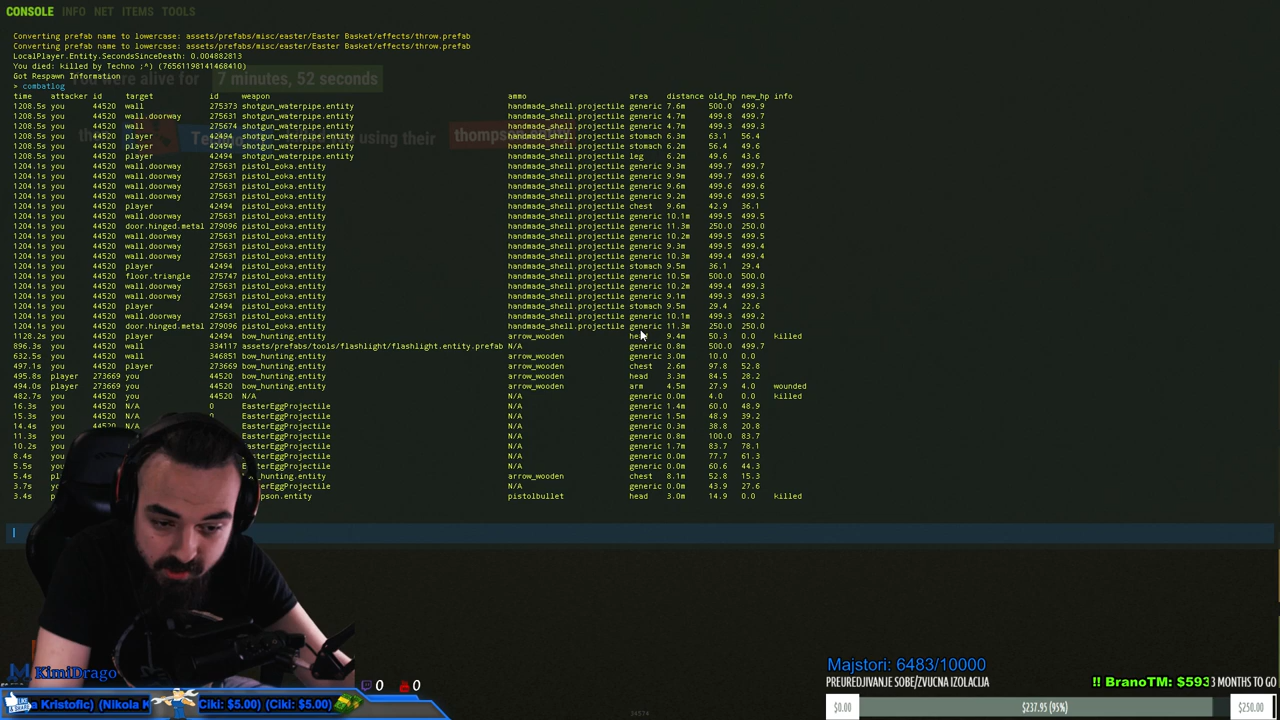 CONSOLE INFO NET ITEMS TOOLS
Converting prefab name to lowercase: assets/prefabs/misc/easter/Easter Basket/effects/throw.prefab
Converting prefab name to lowercase: assets/prefabs/misc/easter/Easter Basket/effects/throw.prefab
LocalPlayer.Entity.SecondsSinceDeath: 0.004882813
You died: killed by Techno ;^) (76561198141468410)
Got Respawn Information
were alive for 7 minutes, 52 seconds
> combatlog
time attacker id target id weapon ammo area distance old_hp new_hp info
1208.5s you 44520 wall 275373 shotgun_waterpipe.entity handmade_shell.projectile generic 7.6m 500.0 499.9
1208.5s you 44520 wall.doorway 275631 shotgun_waterpipe.entity handmade_shell.projectile generic 4.7m 499.8 499.7
1208.5s you 44520 wall 275674 shotgun_waterpipe.entity handmade_shell.projectile generic 4.7m 499.3 499.3
1208.5s you 44520 player 42494 shotgun_waterpipe.entity handmade_shell.projectile stomach 6.3m 63.1 56.4
using their thomps
1208.5s you 44520 player 42494 shotgun_waterpipe.entity handmade_shell.projectile stomach 6.2m 56.4 49.6
1208.5s you 44520 player 42494 shotgun_waterpipe.entity handmade_shell.projectile leg 6.2m 49.6 43.6
1204.1s you 44520 wall.doorway 275631 pistol_eoka.entity handmade_shell.projectile generic 9.3m 499.7 499.7
1204.1s you 44520 wall.doorway 275631 pistol_eoka.entity handmade_shell.projectile generic 9.9m 499.7 499.6
1204.1s you 44520 wall.doorway 275631 pistol_eoka.entity handmade_shell.projectile generic 9.6m 499.6 499.6
1204.1s you 44520 wall.doorway 275631 pistol_eoka.entity handmade_shell.projectile generic 9.2m 499.6 499.5
1204.1s you 44520 player 42494 pistol_eoka.entity handmade_shell.projectile chest 9.6m 42.9 36.1
1204.1s you 44520 wall.doorway 275631 pistol_eoka.entity handmade_shell.projectile generic 10.1m 499.5 499.5
1204.1s you 44520 door.hinged.metal 279096 pistol_eoka.entity handmade_shell.projectile generic 11.3m 250.0 250.0
1204.1s you 44520 wall.doorway 275631 pistol_eoka.entity handmade_shell.projectile generic 10.2m 499.5 499.5
1204.1s you 44520 wall.doorway 275631 pistol_eoka.entity handmade_shell.projectile generic 9.3m 499.5 499.4
1204.1s you 44520 wall.doorway 275631 pistol_eoka.entity handmade_shell.projectile generic 10.3m 499.4 499.4
1204.1s you 44520 player 42494 pistol_eoka.entity handmade_shell.projectile stomach 9.5m 36.1 29.4
1204.1s you 44520 floor.triangle 275747 pistol_eoka.entity handmade_shell.projectile generic 10.5m 500.0 500.0
1204.1s you 44520 wall.doorway 275631 pistol_eoka.entity handmade_shell.projectile generic 10.2m 499.4 499.3
1204.1s you 44520 wall.doorway 275631 pistol_eoka.entity handmade_shell.projectile generic 9.1m 499.3 499.3
1204.1s you 44520 player 42494 pistol_eoka.entity handmade_shell.projectile stomach 9.5m 29.4 22.6
1204.1s you 44520 wall.doorway 275631 pistol_eoka.entity handmade_shell.projectile generic 10.1m 499.3 499.2
1204.1s you 44520 door.hinged.metal 279096 pistol_eoka.entity handmade_shell.projectile generic 11.3m 250.0 250.0
1128.2s you 44520 player 42494 bow_hunting.entity arrow_wooden 9.4m 50.3 0.0 killed
896.3s you 44520 wall 334117 assets/prefabs/tools/flashlight/flashlight.entity.prefab N/A generic 0.8m 500.0 499.7
632.5s you 44520 wall 346851 bow_hunting.entity arrow_wooden generic 3.0m 10.0 0.0
497.1s you 44520 player 273669 bow_hunting.entity arrow_wooden chest 2.6m 97.8 52.8
495.8s player 273669 you 44520 bow_hunting.entity arrow_wooden head 3.3m 84.5 28.2
494.0s player 273669 you 44520 bow_hunting.entity arrow_wooden arm 4.5m 27.9 4.0 wounded
482.7s you 44520 you 44520 N/A N/A generic 0.0m 4.0 0.0 killed
16.3s you 44520 N/A 0 EasterEggProjectile N/A generic 1.4m 60.0 48.9
15.3s you 44520 N/A EasterEggProjectile N/A generic 1.5m 48.9 39.2
14.4s you 44520 EasterEggProjectile N/A generic 0.3m 38.8 20.8
11.3s you EasterEggProjectile N/A generic 0.8m 100.0 83.7
10.2s you EasterEggProjectile N/A generic 1.7m 83.7 78.1
8.4s you EasterEggProjectile N/A generic 0.0m 77.7 61.3
5.5s you EasterEggProjectile N/A generic 0.0m 60.6 44.3
5.4s arrow_wooden chest 8.1m 52.8 15.3
3.7s N/A generic 0.0m 43.9 27.6
3.4s pistolbullet head 3.0m 14.9 0.0 killed
KimiDrago
0 0
Kristofic) (Nikola K Ciki: $5.00) (Ciki: $5.00)
34574
Majstori: 6483/10000
PREUREDJIVANJE SOBE/ZVUCNA IZOLACIJA
!! BranoTM: $593 3 MONTHS TO GO
$0.00 $237.95 (95%) $250.00